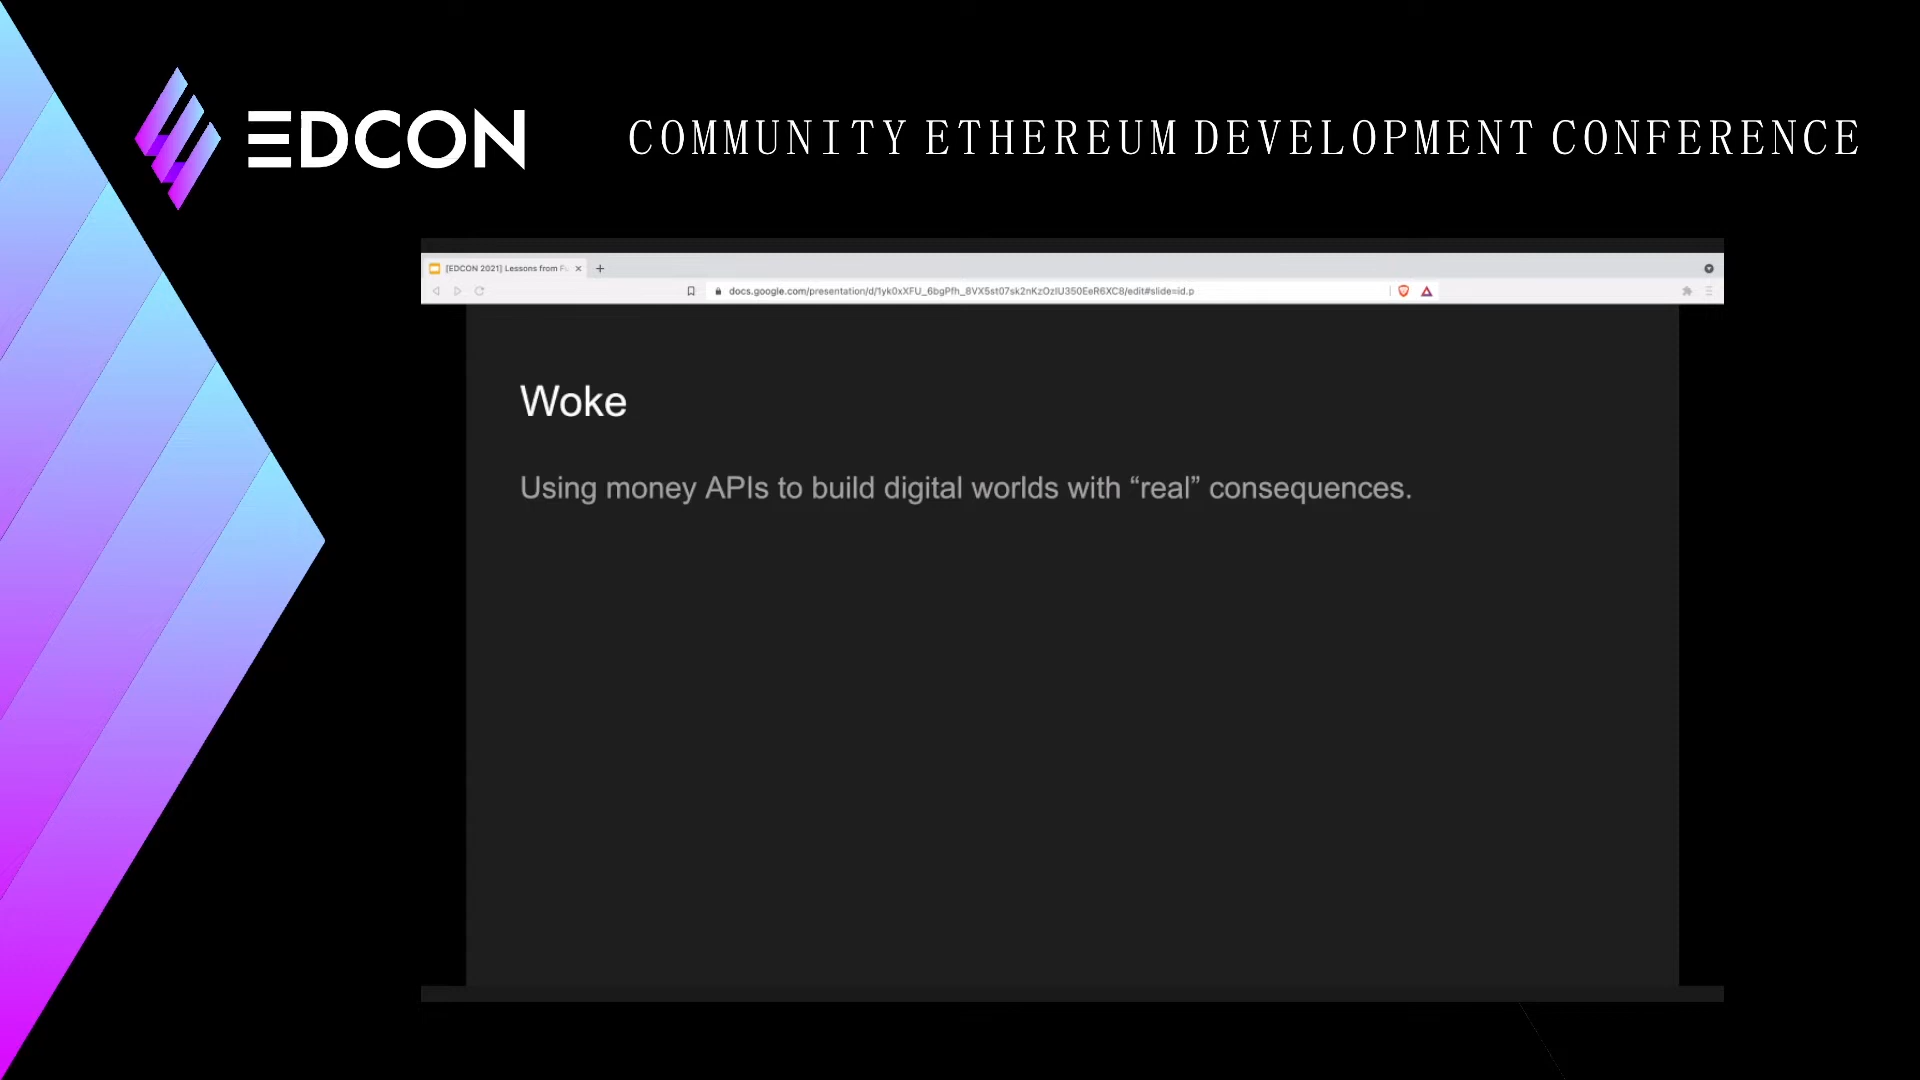 EDCON
COMMUNITY ETHEREUM DEVELOPMENT CONFERENCE
[EDCON 2021] Lessons from
docs.google.com/presentation/d/1yk0xXFU_6bgPfh_8VX5st07sk2nKzOzIU350EeR6XC8/edit#slide=id.p
Woke
Using money APIs to build digital worlds with “real” consequences.